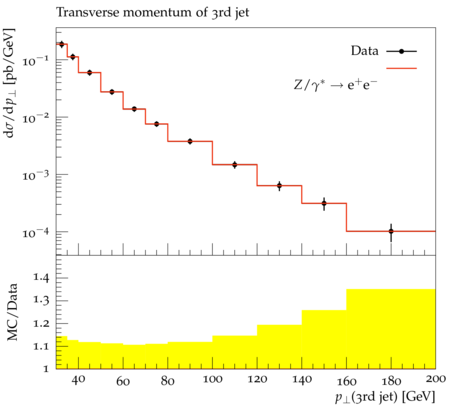 Transverse momentum of 3rd jet
Data
Z/γ* → e⁺e⁻
dσ/dp⊥ [pb/GeV]
10⁻¹
10⁻²
10⁻³
10⁻⁴
MC/Data
1.4
1.3
1.2
1.1
1
40 60 80 100 120 140 160 180 200
p⊥(3rd jet) [GeV]